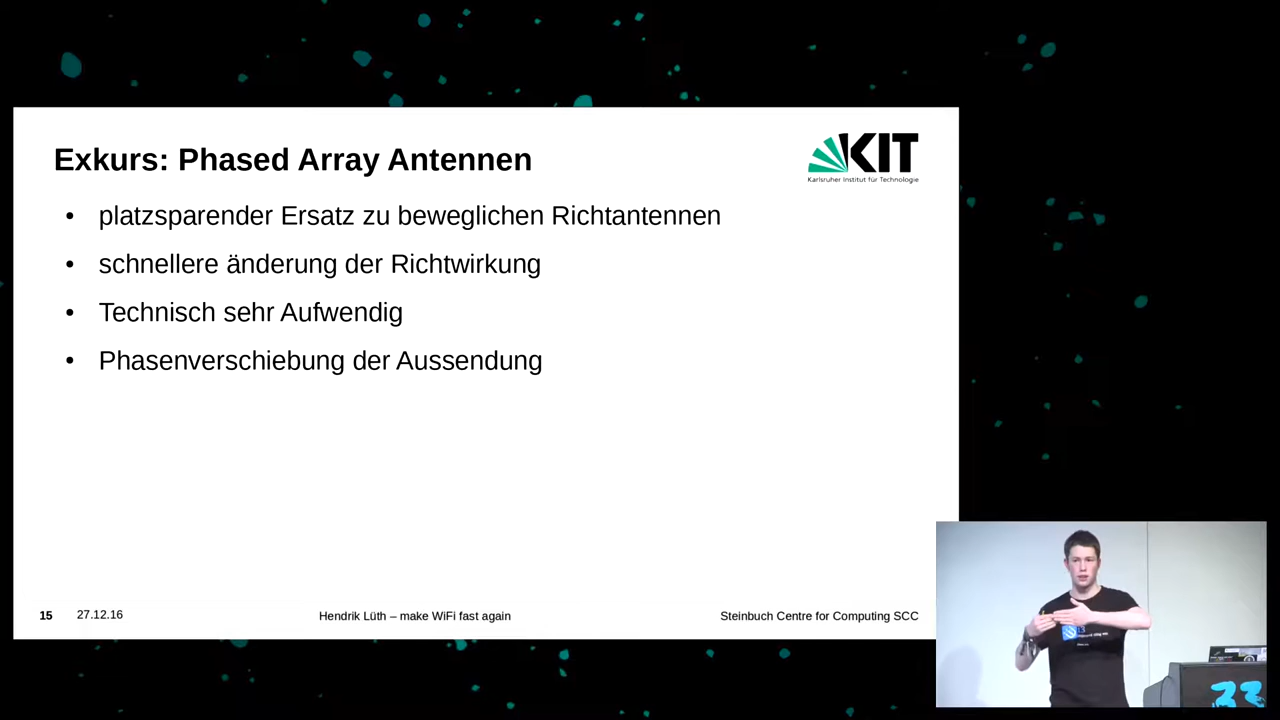 Exkurs: Phased Array Antennen
KIT
Karlsruher Institut für Technologie
• platzsparender Ersatz zu beweglichen Richtantennen
• schnellere änderung der Richtwirkung
• Technisch sehr Aufwendig
• Phasenverschiebung der Aussendung
15 27.12.16 Hendrik Lüth – make WiFi fast again Steinbuch Centre for Computing SCC
33